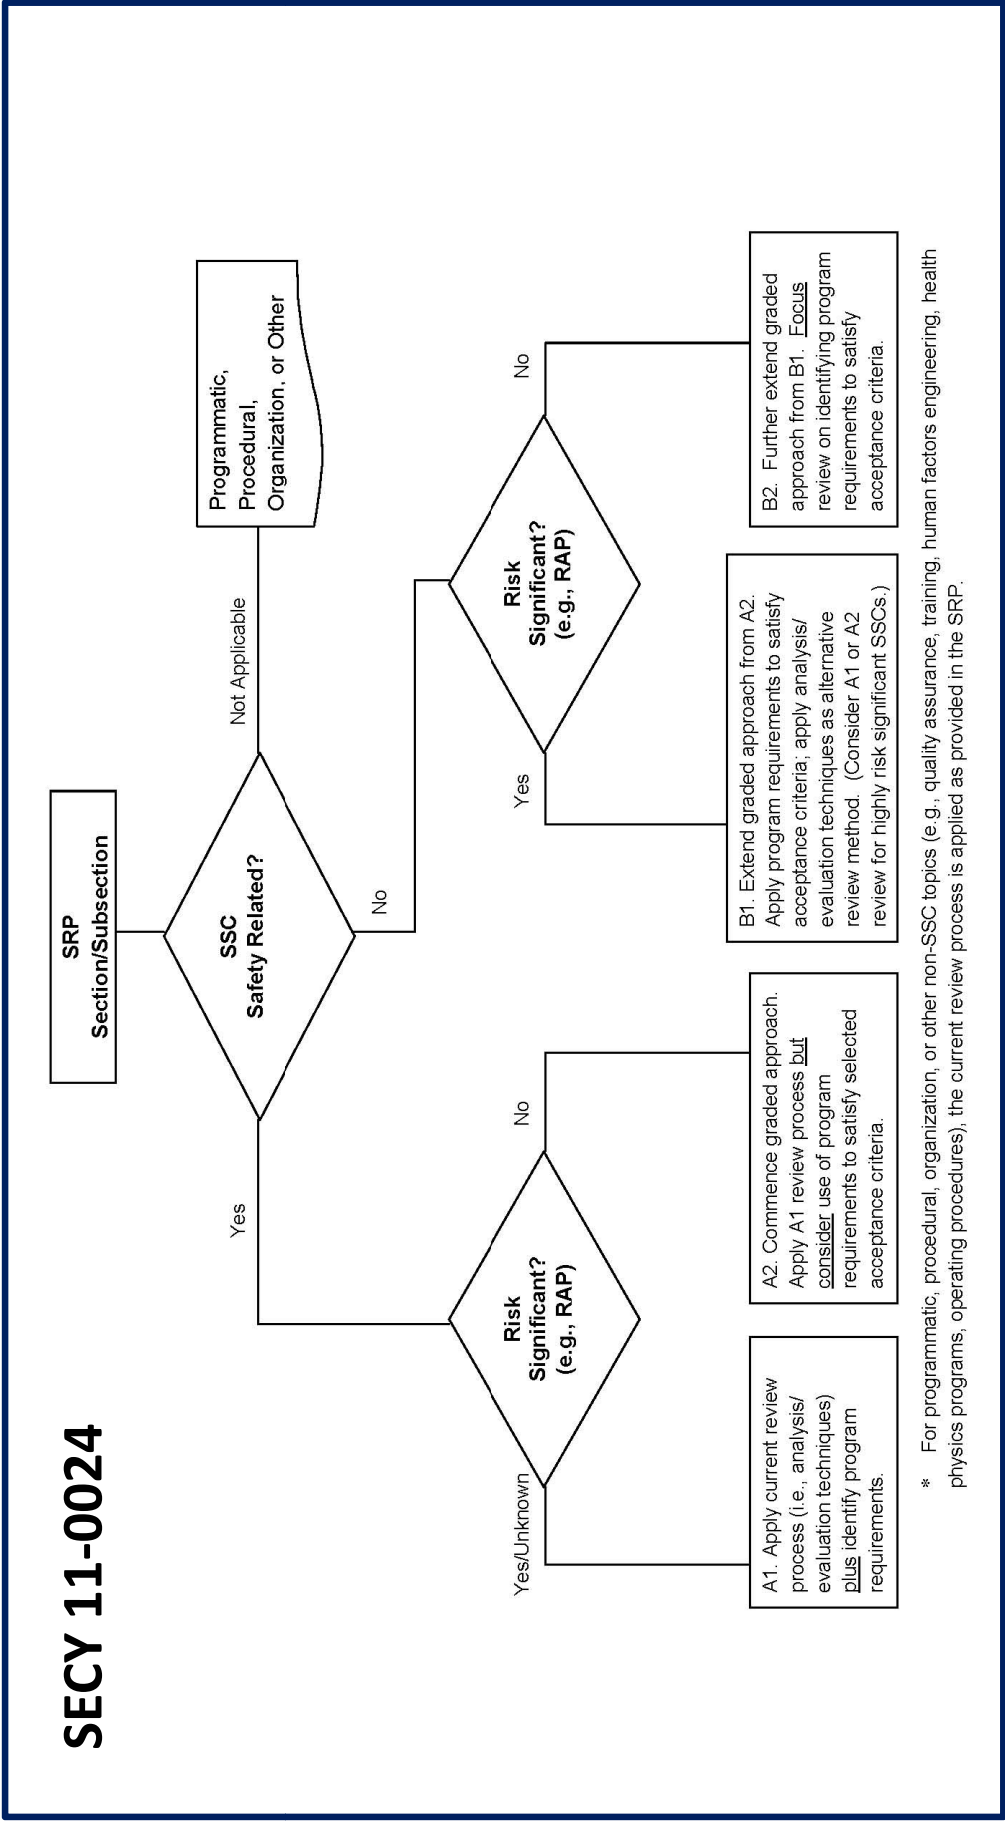 SECY 11-0024
SRP
Section/Subsection
SSC
Safety Related?
Not Applicable
Programmatic,
Procedural,
Organization, or Other
Yes
No
Risk
Significant?
(e.g., RAP)
Yes/Unknown
No
Risk
Significant?
(e.g., RAP)
Yes
No
A1. Apply current review
process (i.e., analysis/
evaluation techniques)
plus identify program
requirements.
A2. Commence graded approach.
Apply A1 review process but
consider use of program
requirements to satisfy selected
acceptance criteria.
B1. Extend graded approach from A2.
Apply program requirements to satisfy
acceptance criteria; apply analysis/
evaluation techniques as alternative
review method. (Consider A1 or A2
review for highly risk significant SSCs.)
B2. Further extend graded
approach from B1. Focus
review on identifying program
requirements to satisfy
acceptance criteria.
* For programmatic, procedural, organization, or other non-SSC topics (e.g., quality assurance, training, human factors engineering, health
physics programs, operating procedures), the current review process is applied as provided in the SRP.